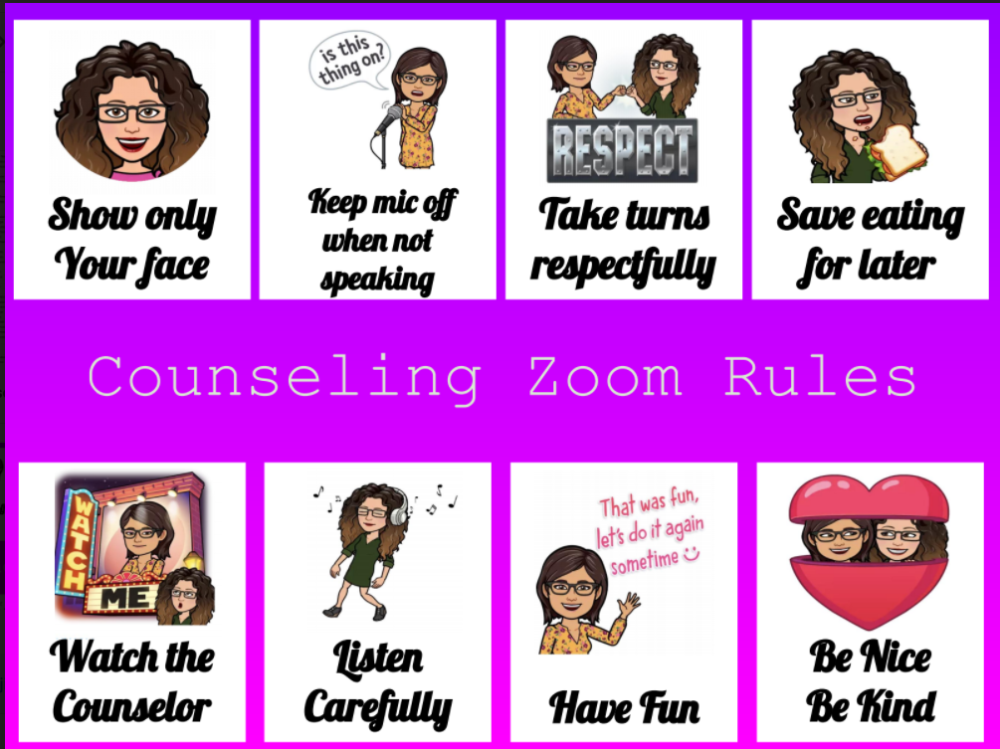 is this
thing on?
Show only
Your face
Keep mic off
when not
speaking
RESPECT
Take turns
respectfully
Save eating
for later
Counseling Zoom Rules
WATCH
ME
Watch the
Counselor
Listen
Carefully
That was fun,
let's do it again
sometime
Have Fun
Be Nice
Be Kind